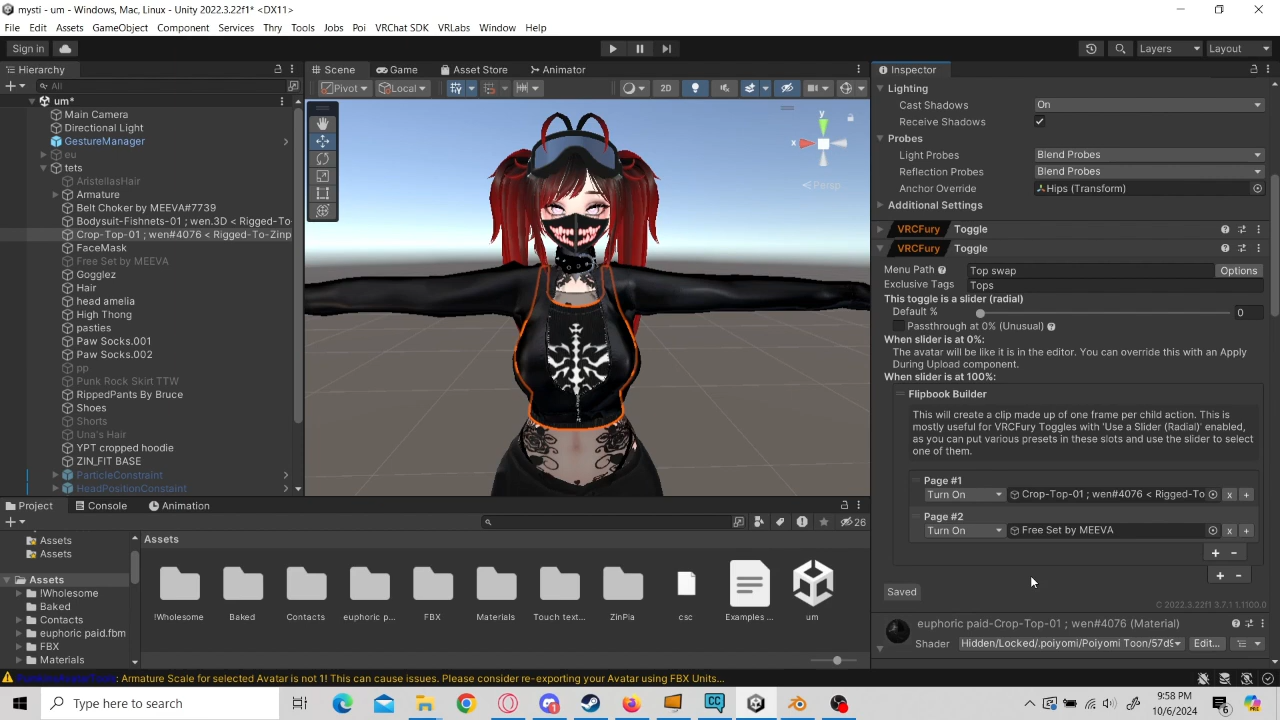 mysti - um - Windows, Mac, Linux - Unity 2022.3.22f1* <DX11>
File Edit Assets GameObject Component Services Thry Tools Jobs Poi VRChat SDK VRLabs Window Help
Sign in Layers Layout
Hierarchy
All
um*
Main Camera
Directional Light
GestureManager
eu
tets
AristellasHair
Armature
Belt Choker by MEEVA#7739
Bodysuit-Fishnets-01 ; wen.3D < Rigged-To
Crop-Top-01 ; wen#4076 < Rigged-To-Zinp
FaceMask
Free Set by MEEVA
Gogglez
Hair
head amelia
High Thong
pasties
Paw Socks.001
Paw Socks.002
pp
Punk Rock Skirt TTW
RippedPants By Bruce
Shoes
Shorts
Una's Hair
YPT cropped hoodie
ZIN_FIT BASE
ParticleConstraint
HeadPositionConstaint
Scene Game Asset Store Animator
Pivot Local 2D
y
x
Persp
Inspector
Lighting
Cast Shadows On
Receive Shadows
Probes
Light Probes Blend Probes
Reflection Probes Blend Probes
Anchor Override Hips (Transform)
Additional Settings
VRCFury Toggle
VRCFury Toggle
Menu Path Top swap Options
Exclusive Tags Tops
This toggle is a slider (radial)
Default % 0
Passthrough at 0% (Unusual)
When slider is at 0%:
The avatar will be like it is in the editor. You can override this with an Apply
During Upload component.
When slider is at 100%:
Flipbook Builder
This will create a clip made up of one frame per child action. This is
mostly useful for VRCFury Toggles with 'Use a Slider (Radial)' enabled,
as you can put various presets in these slots and use the slider to select
one of them.
Page #1
Turn On Crop-Top-01 ; wen#4076 < Rigged-To x +
Page #2
Turn On Free Set by MEEVA x +
+ -
+ -
Saved
C 2022.3.22f1 3.7.1 1.1100.0
euphoric paid-Crop-Top-01 ; wen#4076 (Material)
Shader Hidden/Locked/.poiyomi/Poiyomi Toon/57d9 Edit...
Project Console Animation
26
Assets
Assets
Assets
!Wholesome
Baked
Contacts
euphoric paid.fbm
FBX
Materials
Assets
!Wholesome Baked Contacts euphoric p... FBX Materials Touch text... ZinPia csc Examples ... um
: Armature Scale for selected Avatar is not 1! This can cause issues. Please consider re-exporting your Avatar using FBX Units...
Type here to search
9:58 PM
10/6/2024
6